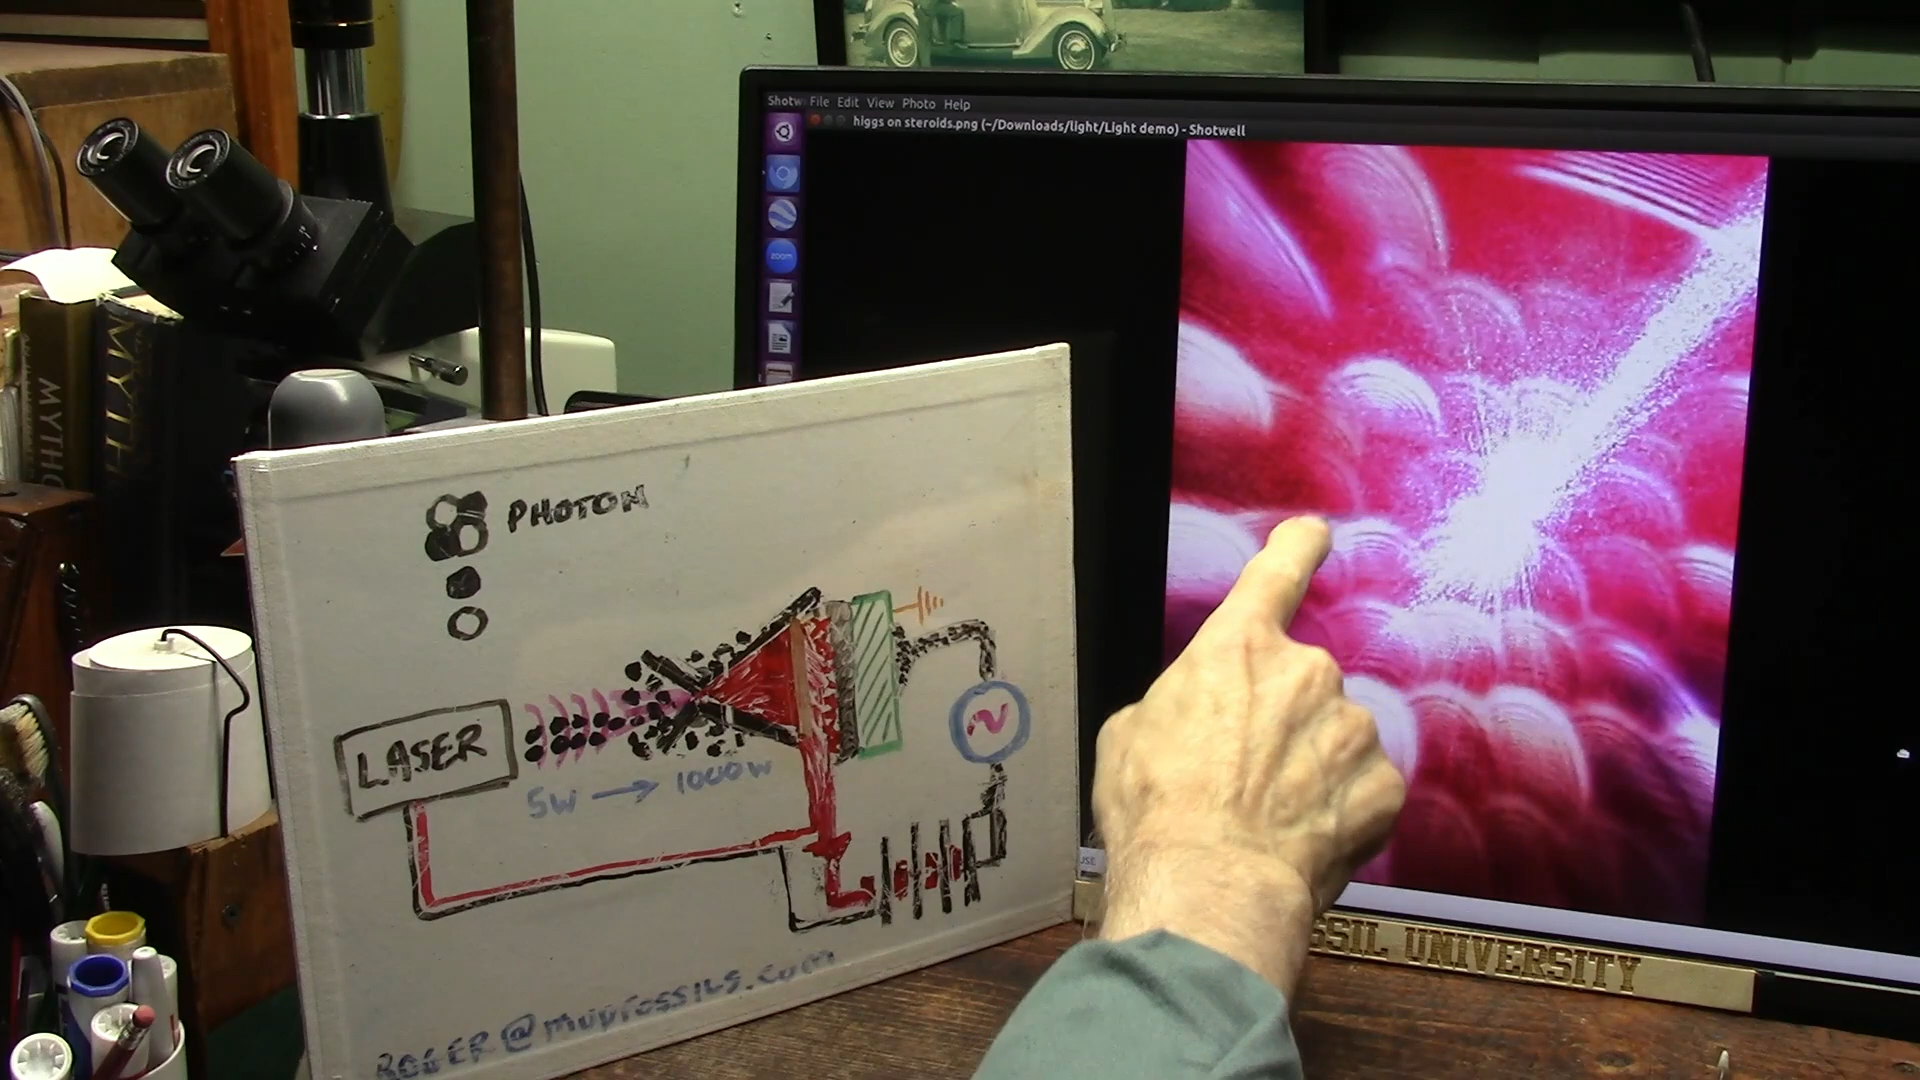 Shotw File Edit View Photo Help
higgs on steroids.png (~/Downloads/light/Light demo) - Shotwell
zoom
MYTH
PHOTON
LASER
5W → 1000W
SSIL UNIVERSITY
ROGER@mudfossils.com